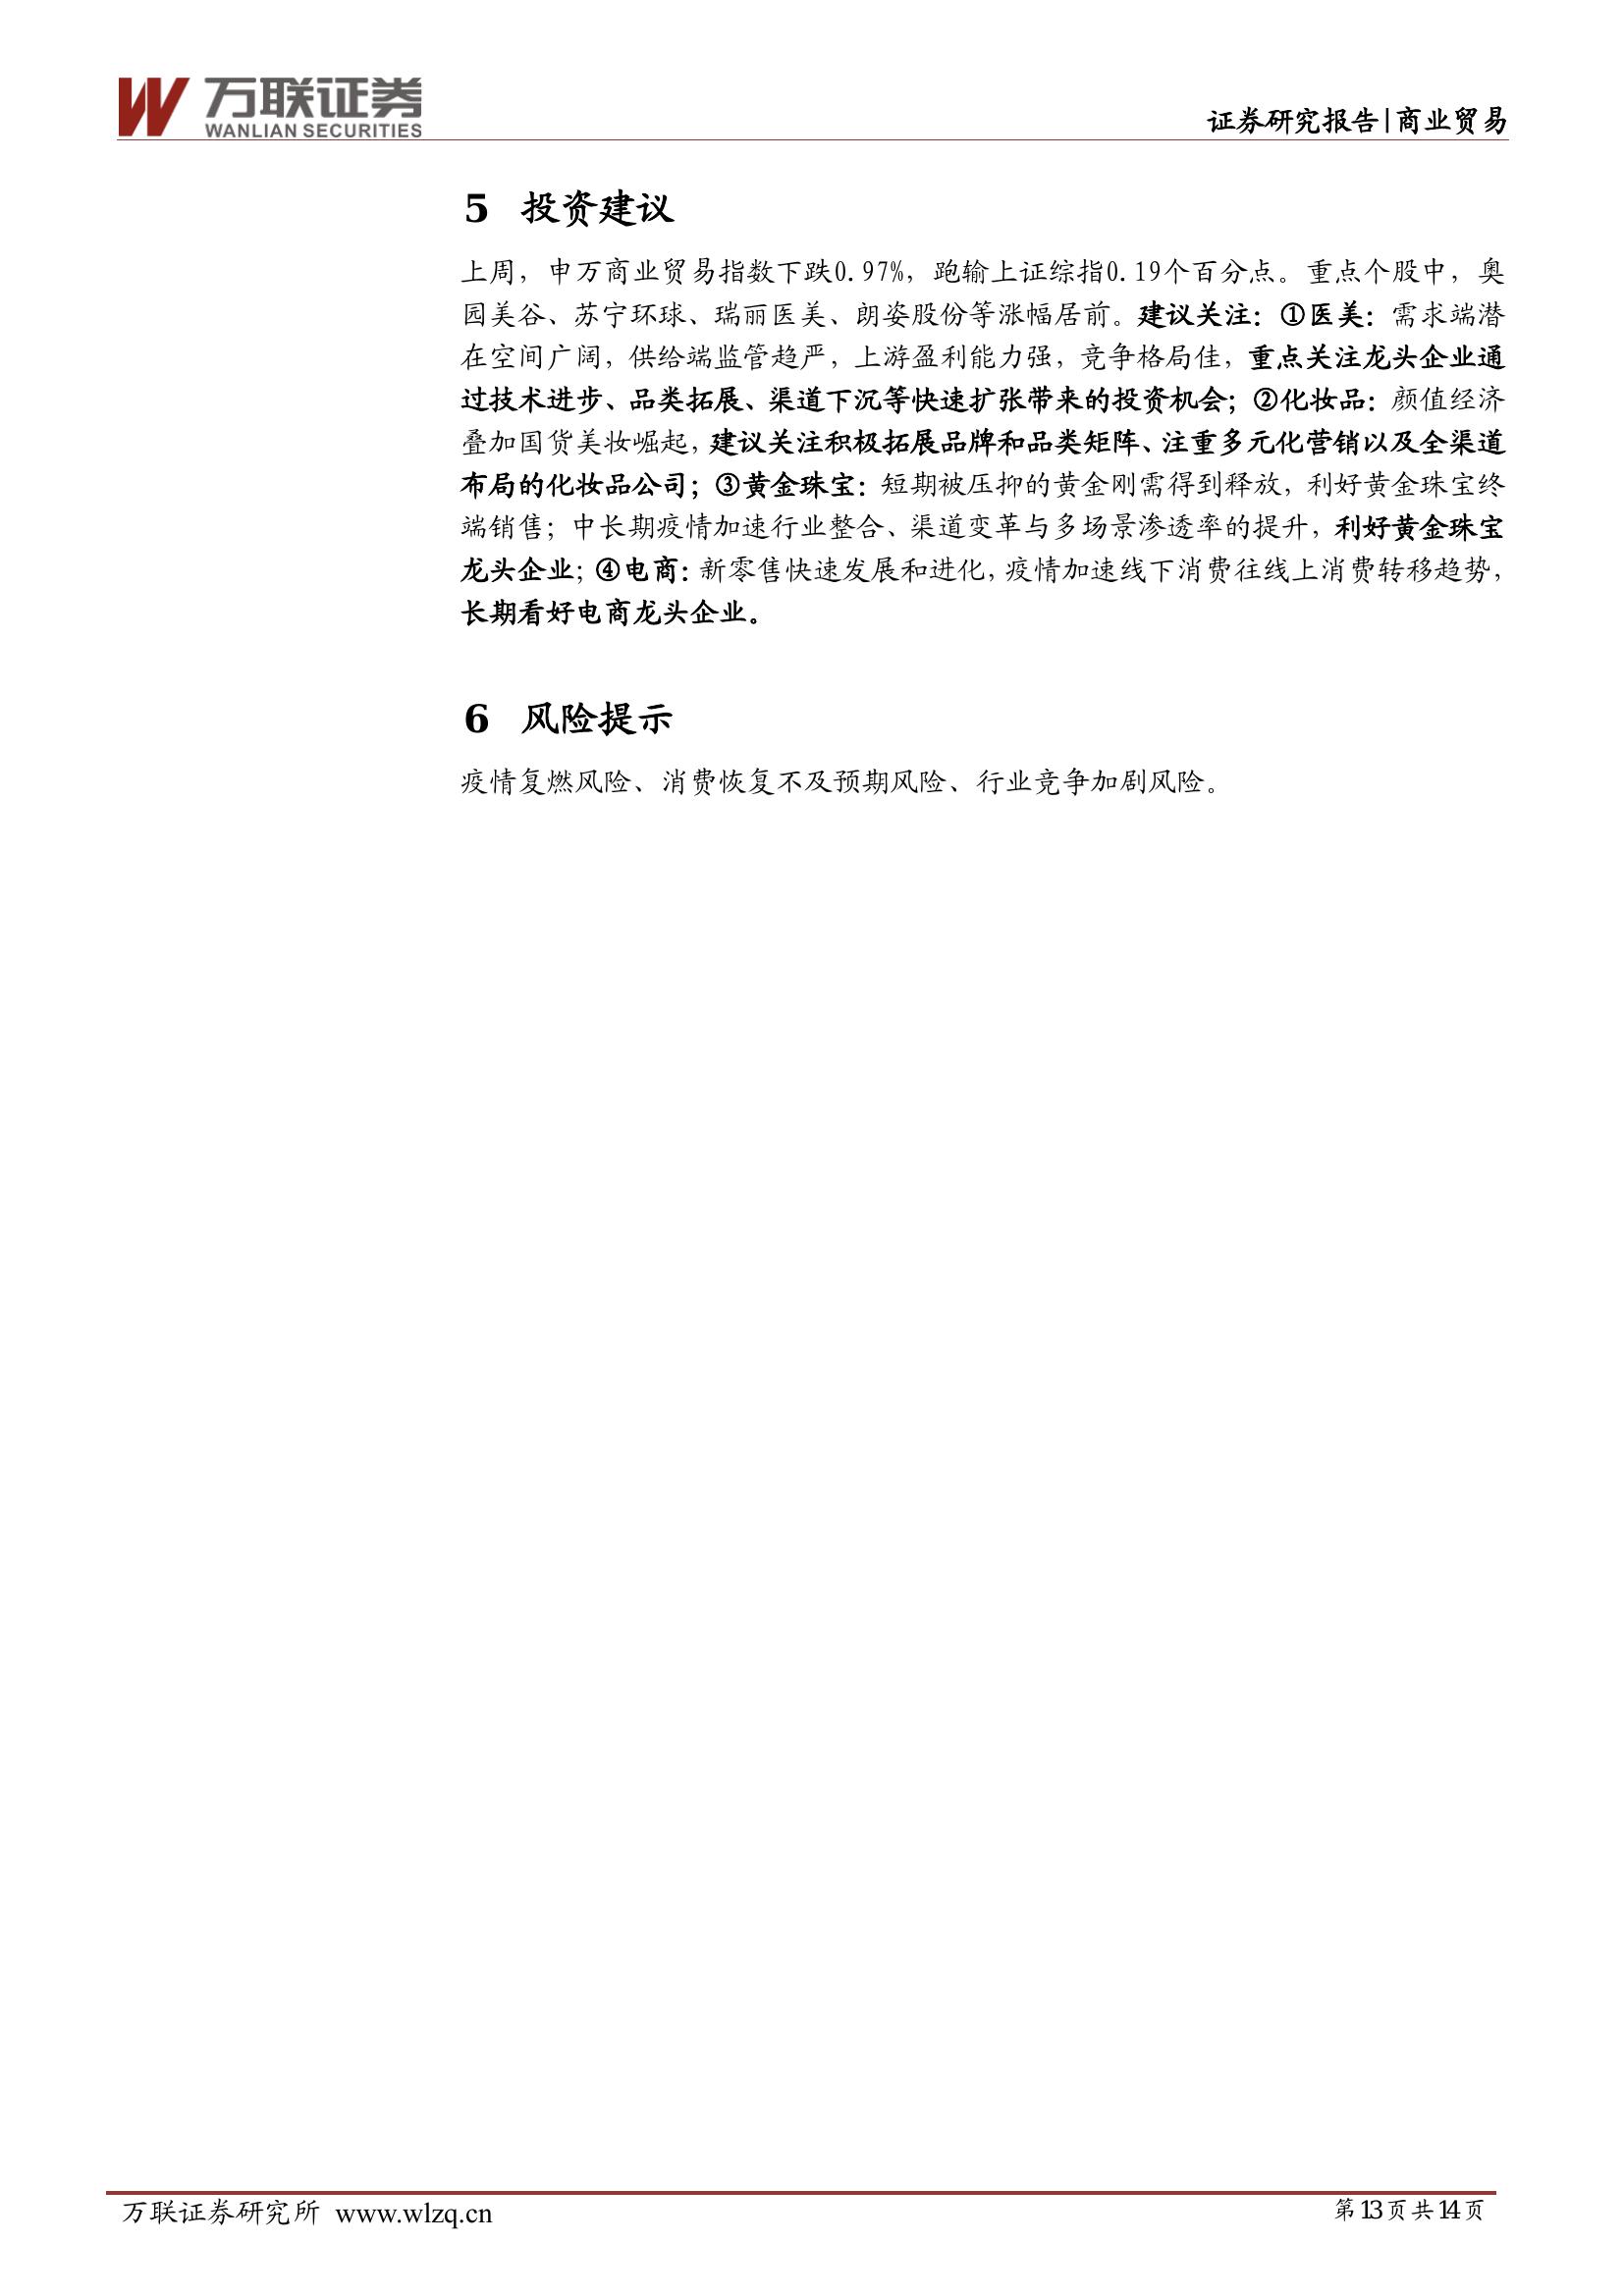 万联证券
WANLIAN SECURITIES
证券研究报告|商业贸易
5 投资建议
上周，申万商业贸易指数下跌0.97%，跑输上证综指0.19个百分点。重点个股中，奥
园美谷、苏宁环球、瑞丽医美、朗姿股份等涨幅居前。建议关注：①医美：需求端潜
在空间广阔，供给端监管趋严，上游盈利能力强，竞争格局佳，重点关注龙头企业通
过技术进步、品类拓展、渠道下沉等快速扩张带来的投资机会；②化妆品：颜值经济
叠加国货美妆崛起，建议关注积极拓展品牌和品类矩阵、注重多元化营销以及全渠道
布局的化妆品公司；③黄金珠宝：短期被压抑的黄金刚需得到释放，利好黄金珠宝终
端销售；中长期疫情加速行业整合、渠道变革与多场景渗透率的提升，利好黄金珠宝
龙头企业；④电商：新零售快速发展和进化，疫情加速线下消费往线上消费转移趋势，
长期看好电商龙头企业。
6 风险提示
疫情复燃风险、消费恢复不及预期风险、行业竞争加剧风险。
万联证券研究所 www.wlzq.cn
第13页共14页